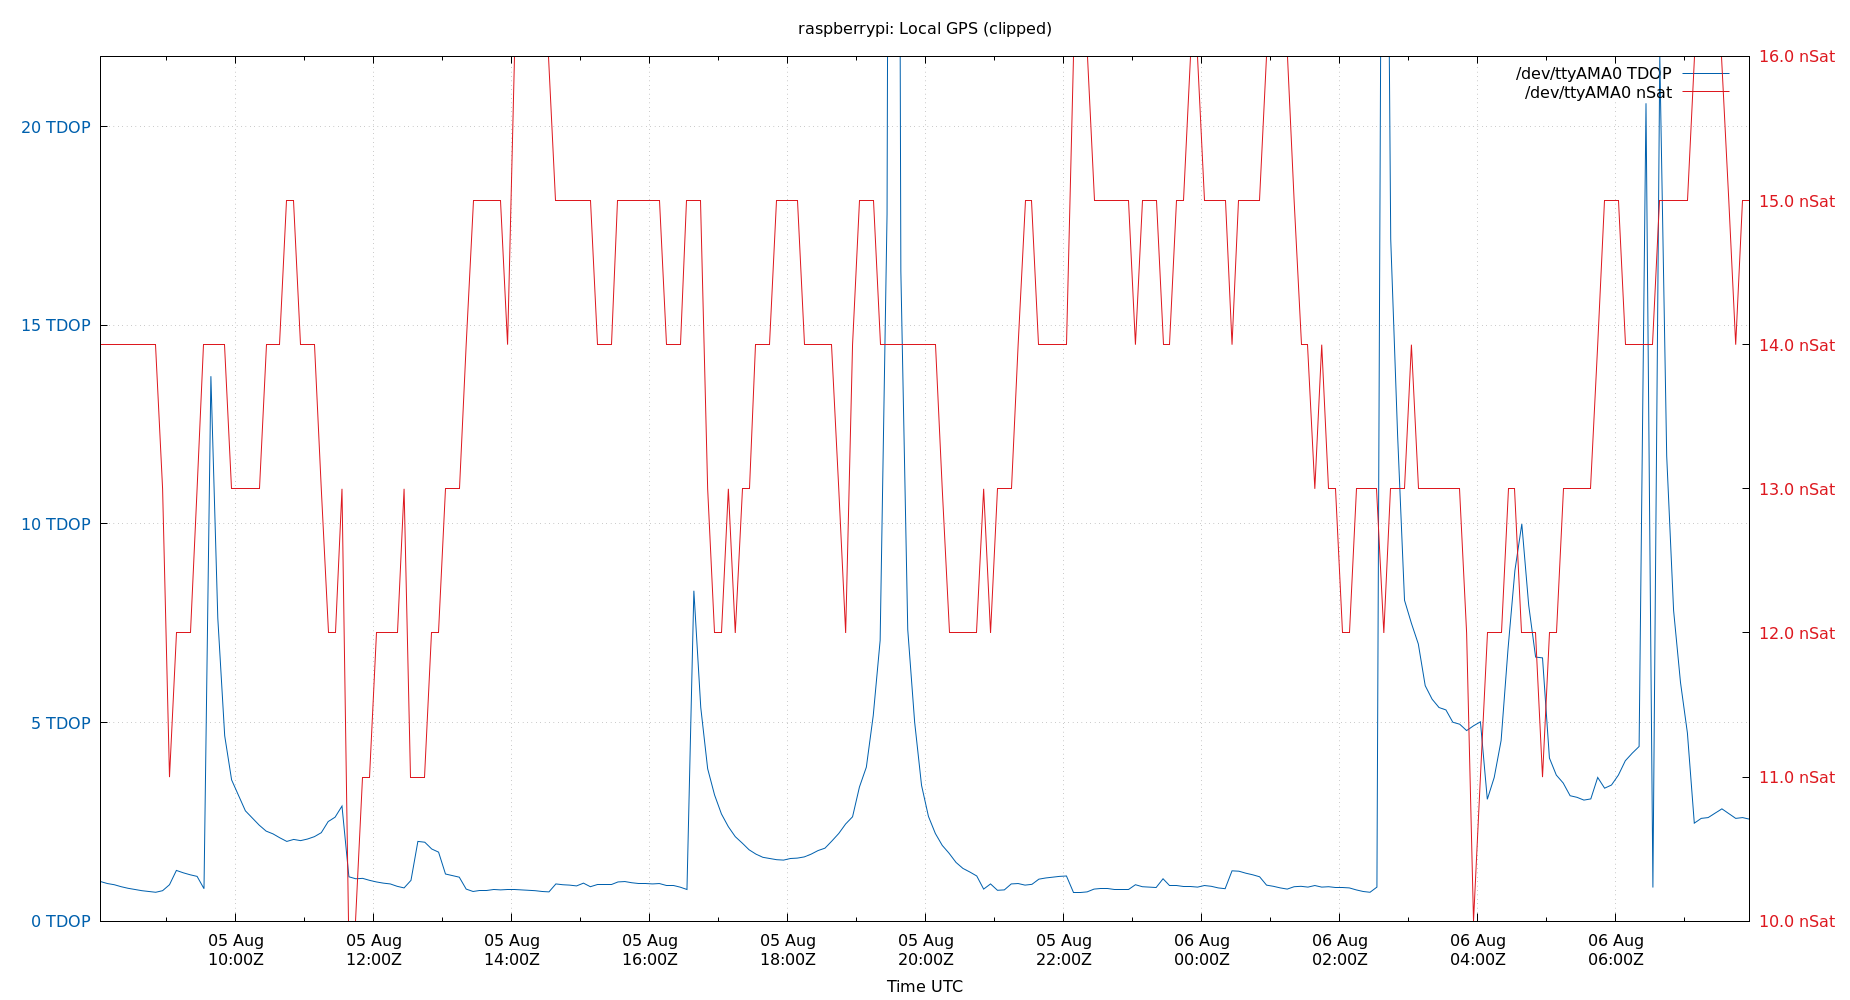 raspberrypi: Local GPS (clipped)
/dev/ttyAMA0 TDOP
/dev/ttyAMA0 nSat
20 TDOP
15 TDOP
10 TDOP
5 TDOP
0 TDOP
16.0 nSat
15.0 nSat
14.0 nSat
13.0 nSat
12.0 nSat
11.0 nSat
10.0 nSat
05 Aug
10:00Z
05 Aug
12:00Z
05 Aug
14:00Z
05 Aug
16:00Z
05 Aug
18:00Z
05 Aug
20:00Z
05 Aug
22:00Z
06 Aug
00:00Z
06 Aug
02:00Z
06 Aug
04:00Z
06 Aug
06:00Z
Time UTC